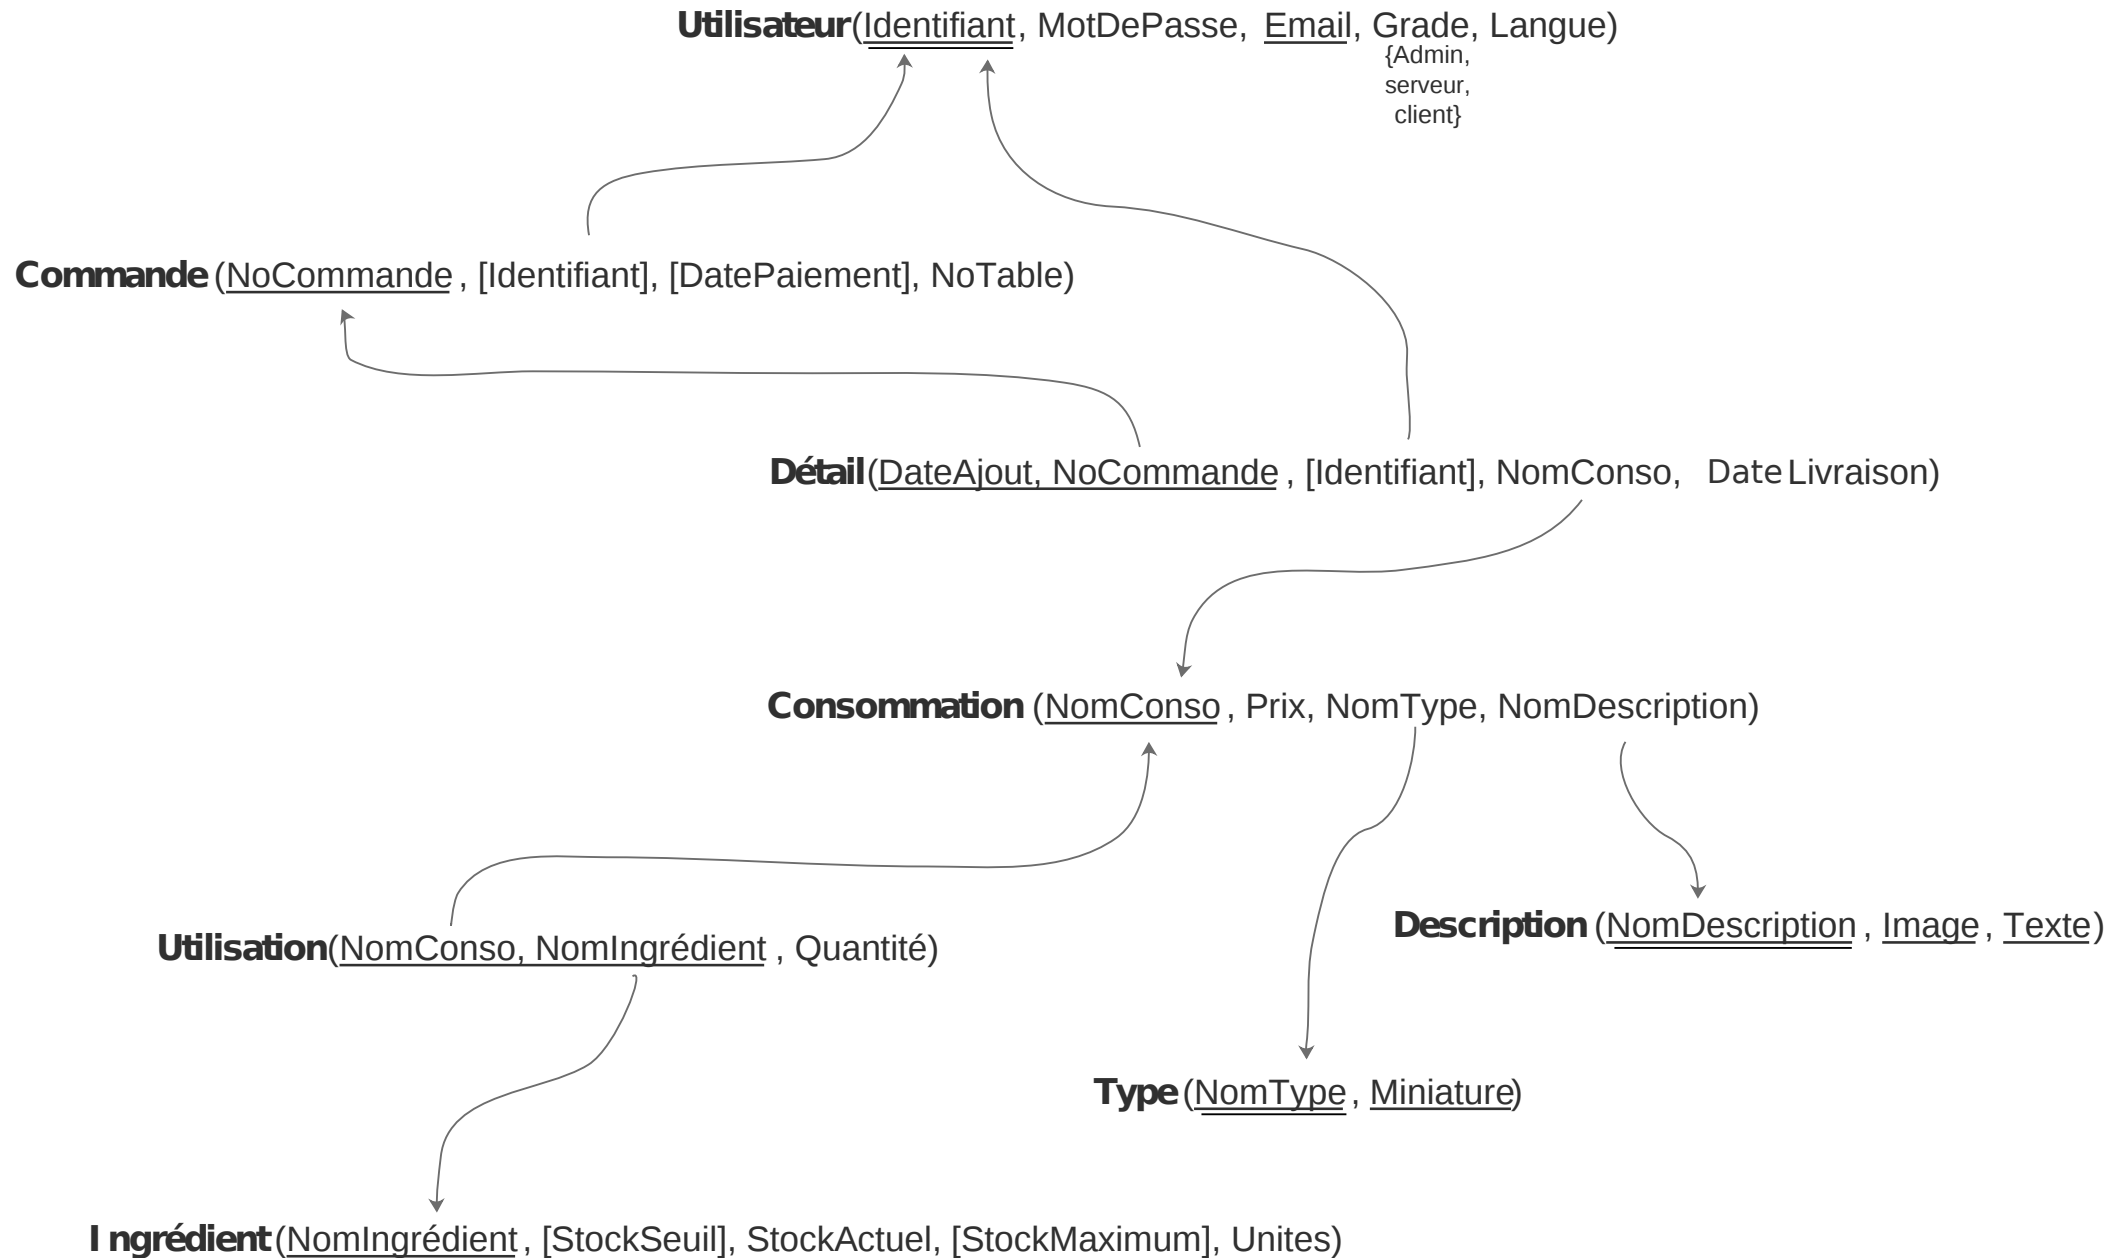 Utilisateur(Identifiant, MotDePasse, Email, Grade, Langue)
{Admin,
serveur,
client}
Commande (NoCommande , [Identifiant], [DatePaiement], NoTable)
Détail(DateAjout, NoCommande , [Identifiant], NomConso, Date Livraison)
Consommation (NomConso , Prix, NomType, NomDescription)
Description (NomDescription , Image , Texte)
Utilisation(NomConso, NomIngrédient , Quantité)
Type (NomType , Miniature)
Ingrédient (NomIngrédient , [StockSeuil], StockActuel, [StockMaximum], Unites)